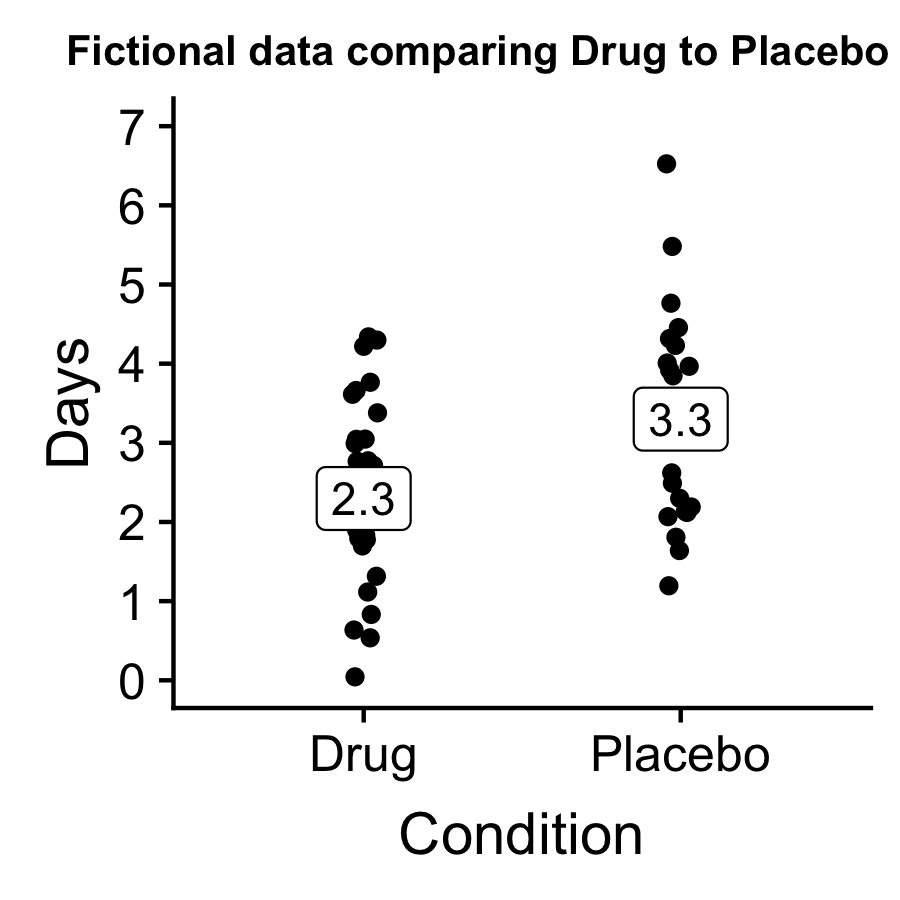 Fictional data comparing Drug to Placebo
7
6
5
4
3
2
1
0
Days
2.3
3.3
Drug Placebo
Condition